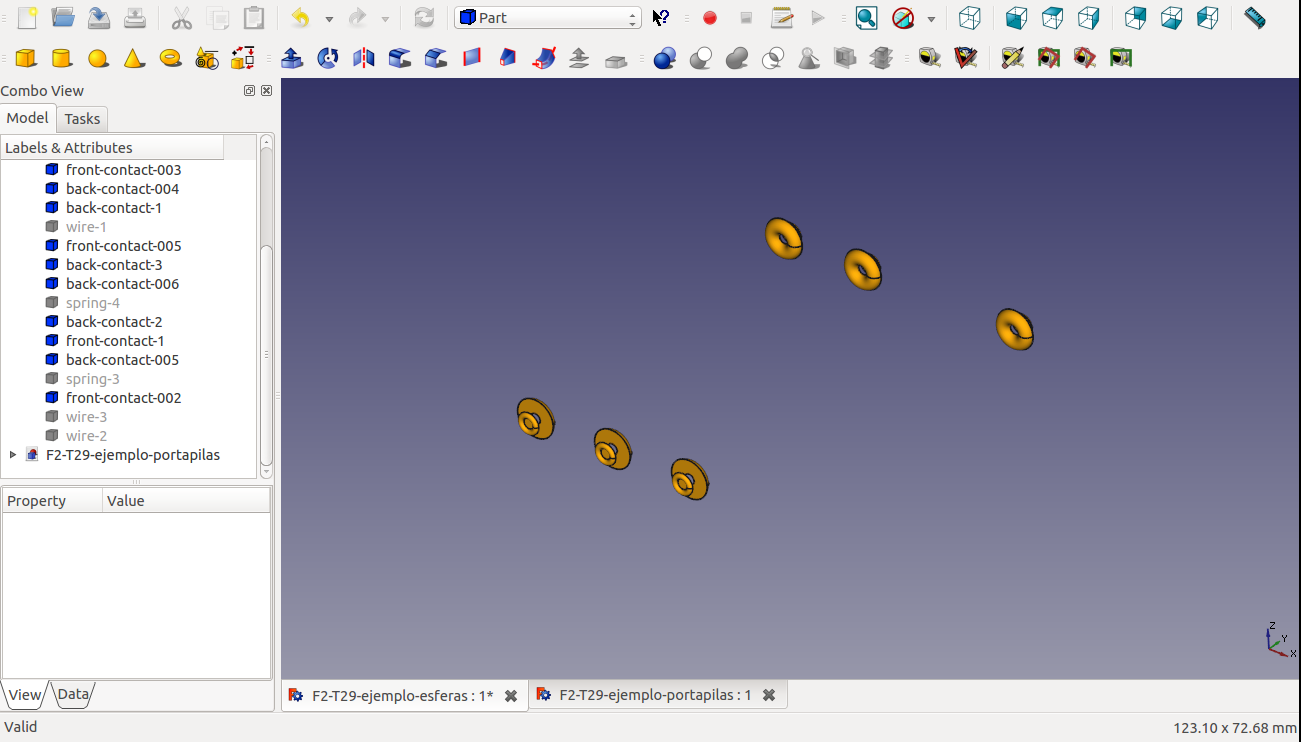 Part
Combo View
Model
Tasks
Labels & Attributes
front-contact-003
back-contact-004
back-contact-1
wire-1
front-contact-005
back-contact-3
back-contact-006
spring-4
back-contact-2
front-contact-1
back-contact-005
spring-3
front-contact-002
wire-3
wire-2
F2-T29-ejemplo-portapilas
Property Value
Z
Y
X
View Data
F2-T29-ejemplo-esferas : 1*
F2-T29-ejemplo-portapilas : 1
Valid
123.10 x 72.68 mm